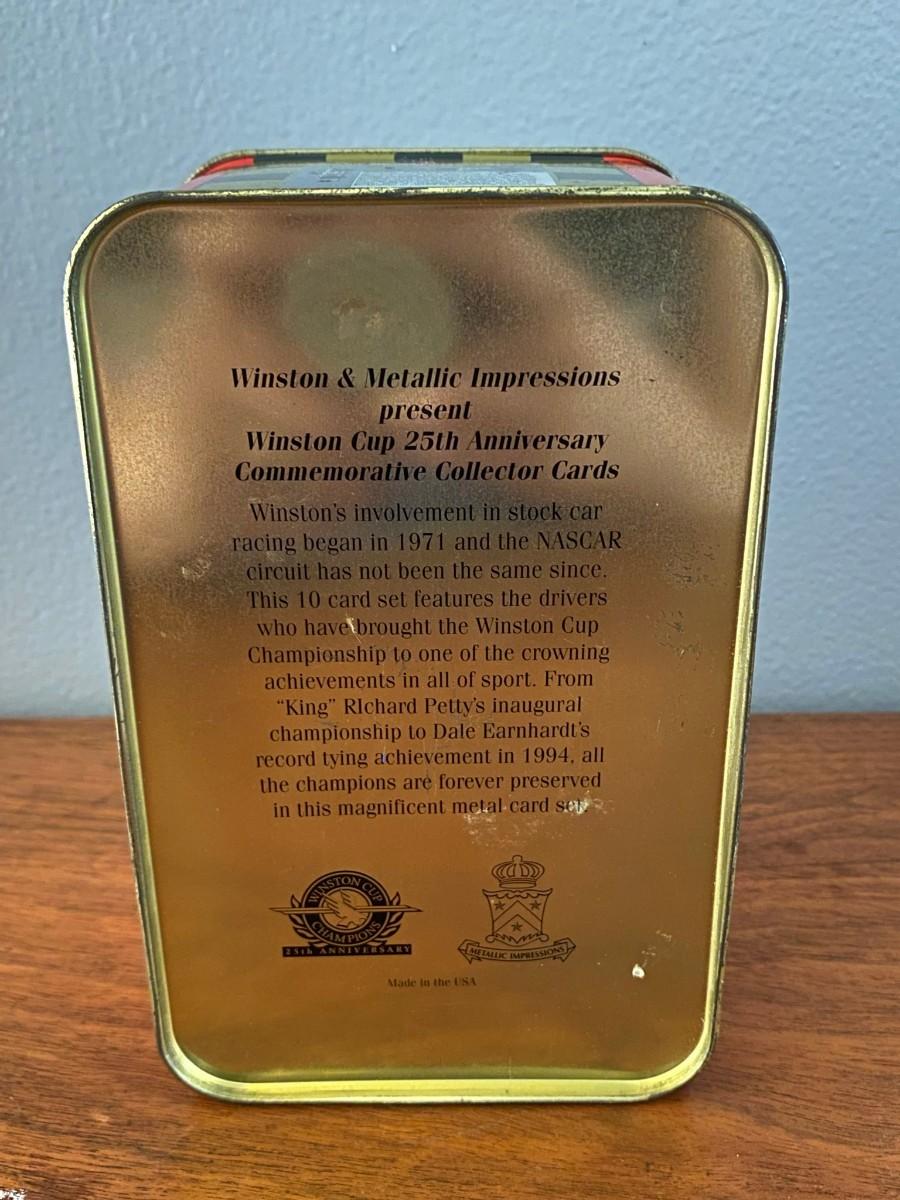 Winston & Metallic Impressions
present
Winston Cup 25th Anniversary
Commemorative Collector Cards
Winston's involvement in stock car
racing began in 1971 and the NASCAR
circuit has not been the same since.
This 10 card set features the drivers
who have brought the Winston Cup
Championship to one of the crowning
achievements in all of sport. From
"King" RIchard Petty's inaugural
championship to Dale Earnhardt's
record tying achievement in 1994, all
the champions are forever preserved
in this magnificent metal card set.
WINSTON CUP
CHAMPIONS
25th ANNIVERSARY
METALLIC IMPRESSIONS
Made in the USA